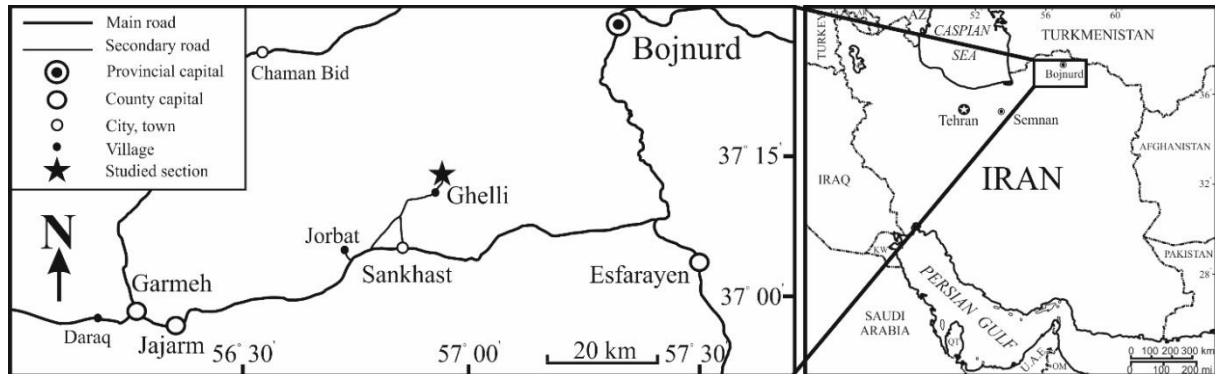 Main road
Secondary road
Provincial capital
County capital
City, town
Village
Studied section
N
Chaman Bid
Bojnurd
37° 15′
Ghelli
Jorbat
Sankhast
Garmeh
Esfarayen
37° 00′
Daraq
Jajarm
56° 30′
57° 00′
20 km
57° 30′
AZ
52
56
60
TURKEY
CASPIAN
SEA
TURKMENISTAN
Bojnurd
36
Tehran
Semnan
AFGHANISTAN
IRAQ
IRAN
32
KW
PAKISTAN
28
PERSIAN GULF
SAUDI
ARABIA
QT
U.A.E
OM
0 100 200 300 km
0 100 200 mi